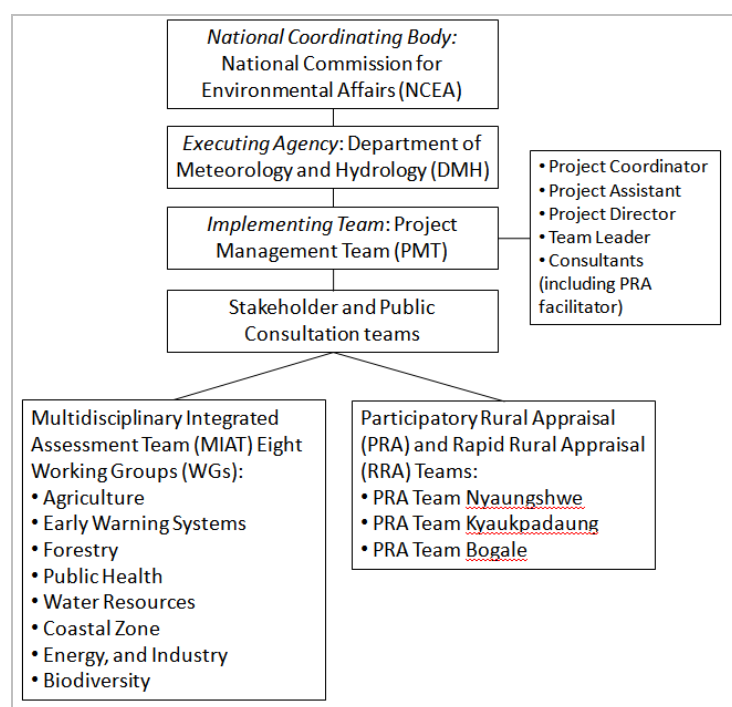 National Coordinating Body:
National Commission for
Environmental Affairs (NCEA)
Executing Agency: Department of
Meteorology and Hydrology (DMH)
• Project Coordinator
• Project Assistant
• Project Director
• Team Leader
• Consultants
(including PRA
facilitator)
Implementing Team: Project
Management Team (PMT)
Stakeholder and Public
Consultation teams
Multidisciplinary Integrated
Assessment Team (MIAT) Eight
Working Groups (WGs):
• Agriculture
• Early Warning Systems
• Forestry
• Public Health
• Water Resources
• Coastal Zone
• Energy, and Industry
• Biodiversity
Participatory Rural Appraisal
(PRA) and Rapid Rural Appraisal
(RRA) Teams:
• PRA Team Nyaungshwe
• PRA Team Kyaukpadaung
• PRA Team Bogale